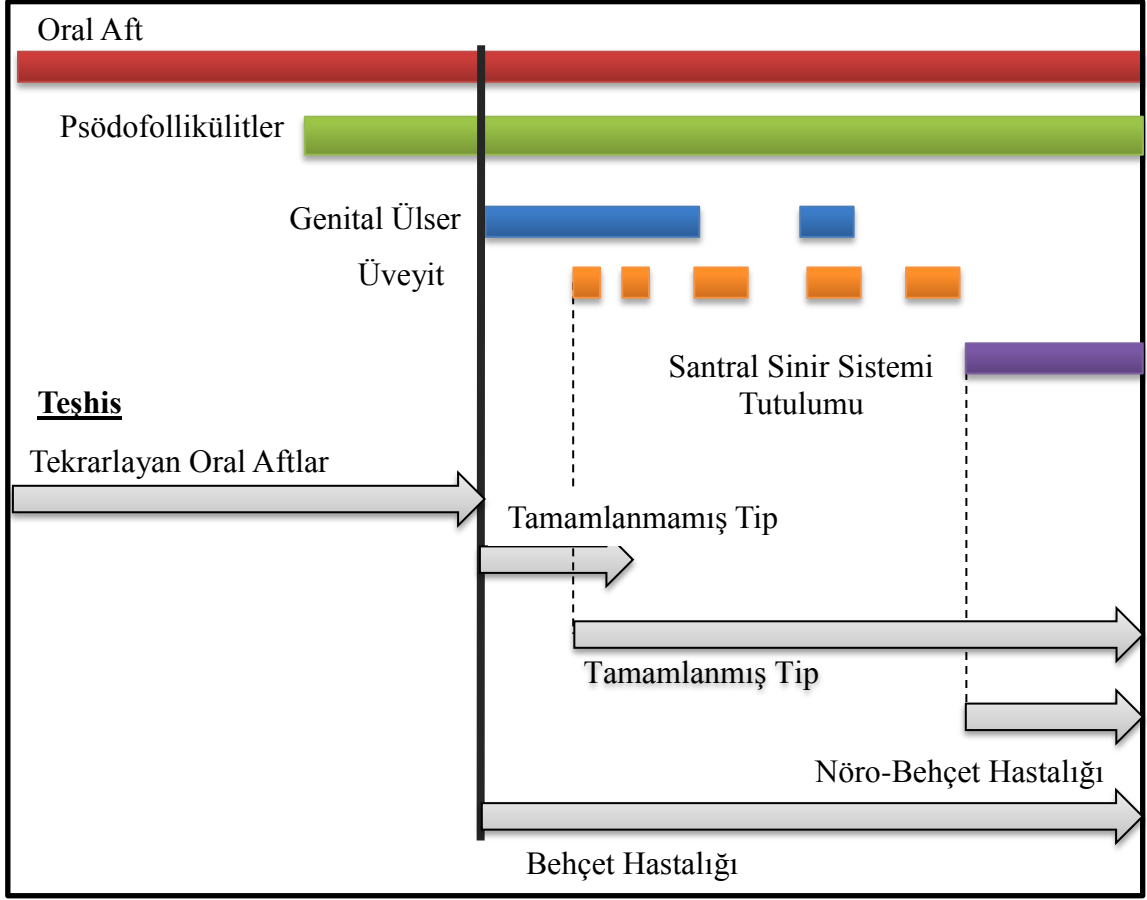 Oral Aft
Psödofollikülitler
Genital Ülser
Üveyit
Santral Sinir Sistemi
Tutulumu
Teşhis
Tekrarlayan Oral Aftlar
Tamamlanmamış Tip
Tamamlanmış Tip
Nöro-Behçet Hastalığı
Behçet Hastalığı